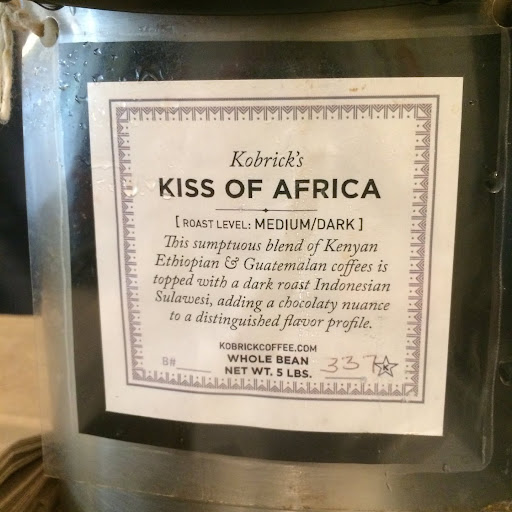 Kobrick's
KISS OF AFRICA
[ROAST LEVEL: MEDIUM/DARK]
This sumptuous blend of Kenyan
Ethiopian & Guatemalan coffees is
topped with a dark roast Indonesian
Sulawesi, adding a chocolaty nuance
to a distinguished flavor profile.
KOBRICKCOFFEE.COM
WHOLE BEAN
B#_____ NET WT. 5 LBS. 337
K